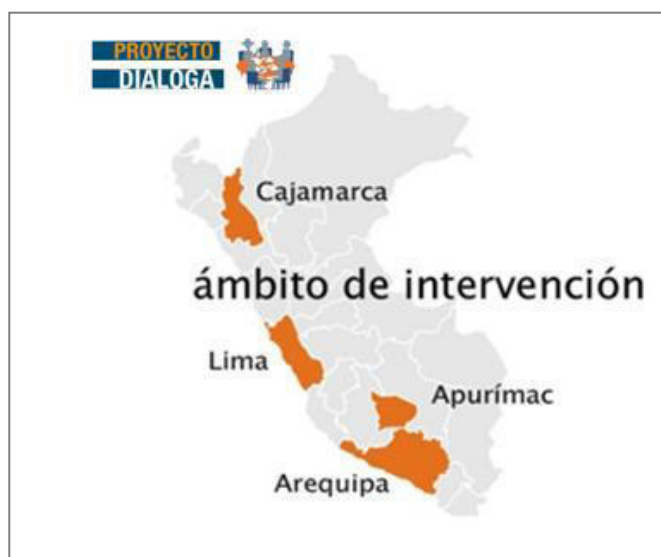 PROYECTO
DIALOGA
Cajamarca
ámbito de intervención
Lima
Apurímac
Arequipa